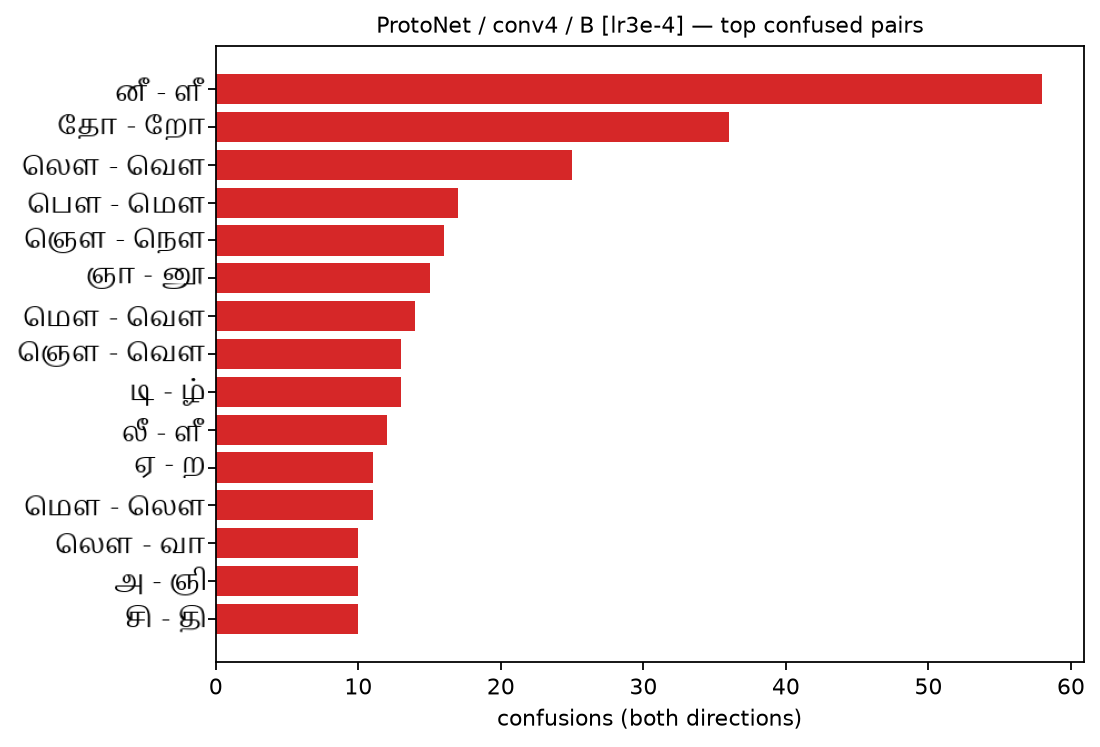 ProtoNet / conv4 / B [lr3e-4] — top confused pairs
னீ - ளீ
தோ - றோ
லௌ - வௌ
பௌ - மௌ
ஞௌ - நௌ
ஞா - னூ
மௌ - வௌ
ஞௌ - வௌ
டி - ழ்
லீ - ளீ
ஏ - ற
மௌ - லௌ
லௌ - வா
அ - ஞி
சி - தி
0 10 20 30 40 50 60
confusions (both directions)